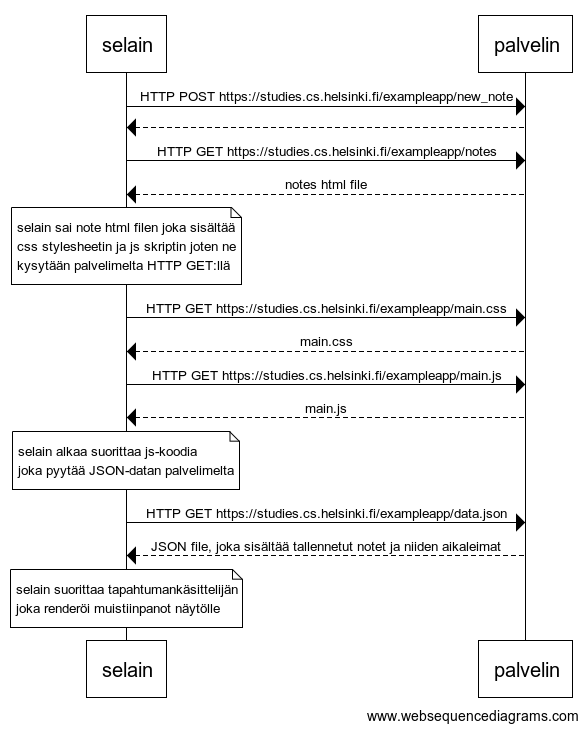 selain palvelin
HTTP POST https://studies.cs.helsinki.fi/exampleapp/new_note
HTTP GET https://studies.cs.helsinki.fi/exampleapp/notes
notes html file
selain sai note html filen joka sisältää
css stylesheetin ja js skriptin joten ne
kysytään palvelimelta HTTP GET:llä
HTTP GET https://studies.cs.helsinki.fi/exampleapp/main.css
main.css
HTTP GET https://studies.cs.helsinki.fi/exampleapp/main.js
main.js
selain alkaa suorittaa js-koodia
joka pyytää JSON-datan palvelimelta
HTTP GET https://studies.cs.helsinki.fi/exampleapp/data.json
JSON file, joka sisältää tallennetut notet ja niiden aikaleimat
selain suorittaa tapahtumankäsittelijän
joka renderöi muistiinpanot näytölle
selain palvelin
www.websequencediagrams.com